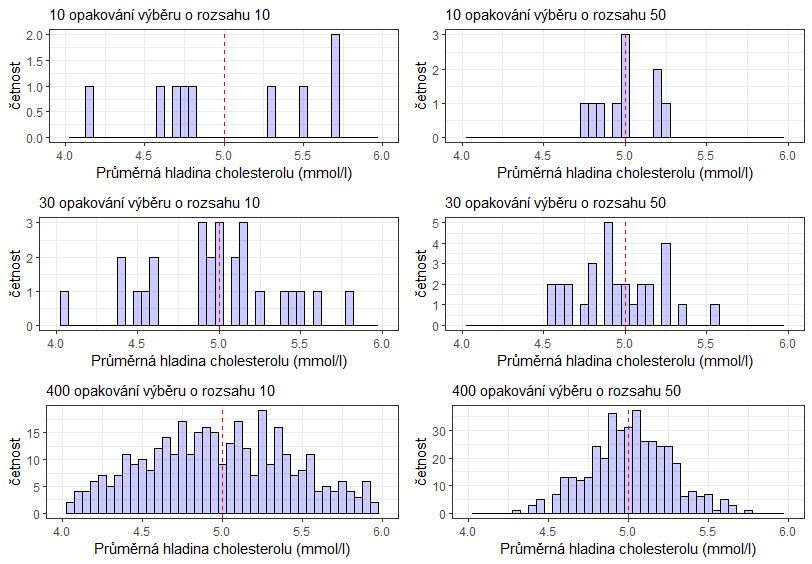 10 opakování výběru o rozsahu 10
četnost
2.0
1.5
1.0
0.5
0.0
4.0 4.5 5.0 5.5 6.0
Průměrná hladina cholesterolu (mmol/l)
10 opakování výběru o rozsahu 50
četnost
3
2
1
0
4.0 4.5 5.0 5.5 6.0
Průměrná hladina cholesterolu (mmol/l)
30 opakování výběru o rozsahu 10
četnost
3
2
1
0
4.0 4.5 5.0 5.5 6.0
Průměrná hladina cholesterolu (mmol/l)
30 opakování výběru o rozsahu 50
četnost
5
4
3
2
1
0
4.0 4.5 5.0 5.5 6.0
Průměrná hladina cholesterolu (mmol/l)
400 opakování výběru o rozsahu 10
četnost
15
10
5
0
4.0 4.5 5.0 5.5 6.0
Průměrná hladina cholesterolu (mmol/l)
400 opakování výběru o rozsahu 50
četnost
30
20
10
0
4.0 4.5 5.0 5.5 6.0
Průměrná hladina cholesterolu (mmol/l)